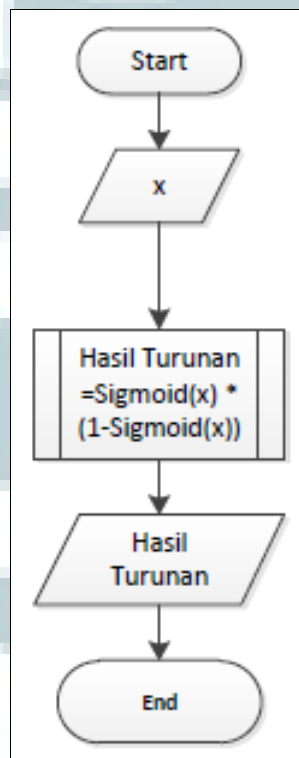 Start
x
Hasil Turunan
=Sigmoid(x) *
(1-Sigmoid(x))
Hasil
Turunan
End